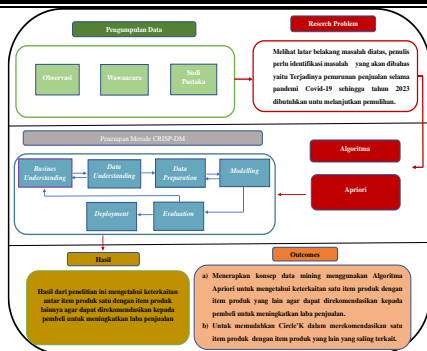 Pengumpulan Data
Observasi
Wawancara
Studi
Pustaka
Reserch Problem
Melihat latar belakang masalah diatas, penulis
perlu identifikasi masalah yang akan dibahas
yaitu Terjadinya penurunan penjualan selama
pandemi Covid-19 sehingga tahun 2023
dibutuhkan untu melanjutkan pemulihan.
Penerapan Metode CRISP-DM
Busines
Understanding
Data
Understanding
Data
Preparation
Modelling
Deployment
Evaluation
Algoritma
Apriori
Hasil
Hasil dari penelitian ini mengetahui keterkaitan
antar item produk satu dengan item produk
lainnya agar dapat direkomendasikan kepada
pembeli untuk meningkatkan laba penjualan
Outcomes
a) Menerapkan konsep data mining menggunakan Algoritma
Apriori untuk mengetahui keterkaitan satu item produk dengan
item produk yang lain agar dapat direkomendasikan kepada
pembeli untuk meningkatkan laba penjualan.
b) Untuk memudahkan Circle'K dalam merekomendasikan satu
item produk dengan item produk yang lain yang saling terkait.